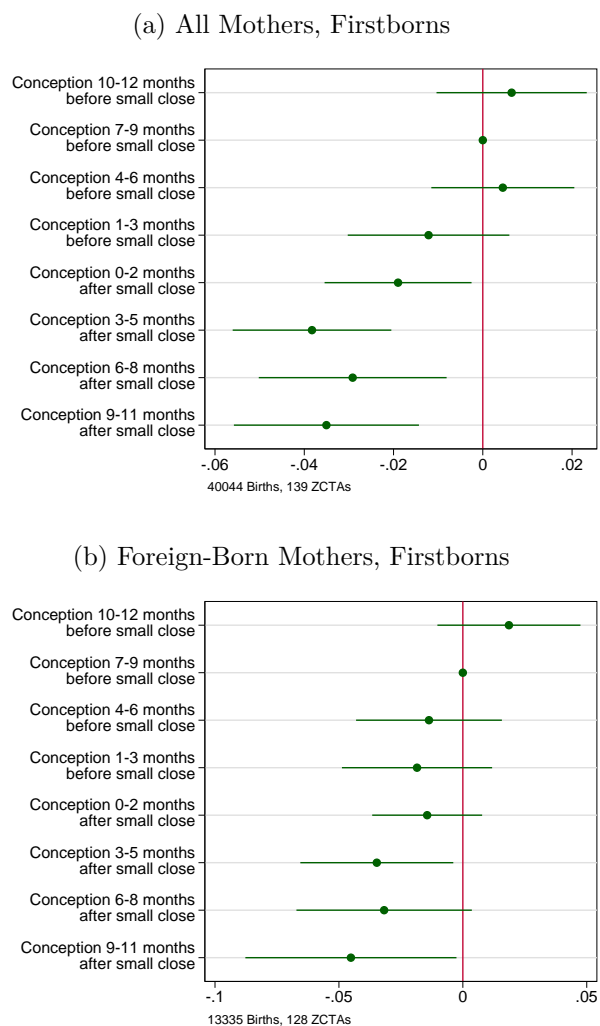 (a) All Mothers, Firstborns
Conception 10-12 months
before small close
Conception 7-9 months
before small close
Conception 4-6 months
before small close
Conception 1-3 months
before small close
Conception 0-2 months
after small close
Conception 3-5 months
after small close
Conception 6-8 months
after small close
Conception 9-11 months
after small close
-.06 -.04 -.02 0 .02
40044 Births, 139 ZCTAs
(b) Foreign-Born Mothers, Firstborns
Conception 10-12 months
before small close
Conception 7-9 months
before small close
Conception 4-6 months
before small close
Conception 1-3 months
before small close
Conception 0-2 months
after small close
Conception 3-5 months
after small close
Conception 6-8 months
after small close
Conception 9-11 months
after small close
-.1 -.05 0 .05
13335 Births, 128 ZCTAs